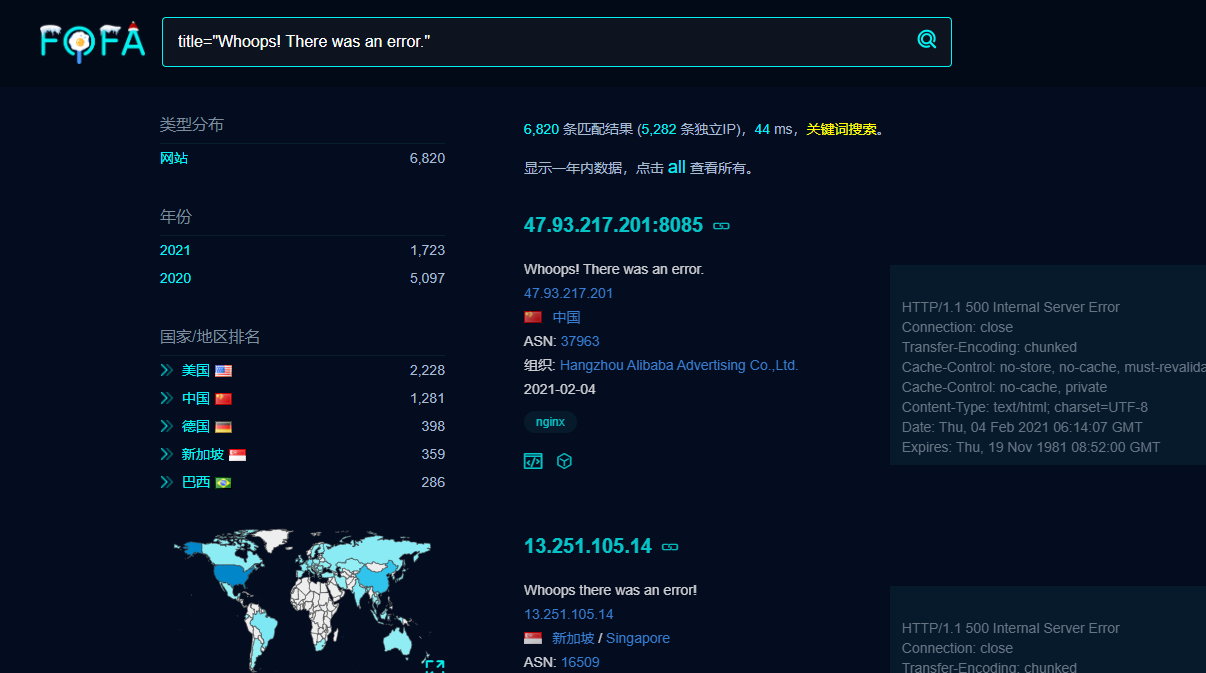 FOFA
title="Whoops! There was an error."
类型分布
网站 6,820
年份
2021 1,723
2020 5,097
国家/地区排名
美国 2,228
中国 1,281
德国 398
新加坡 359
巴西 286
6,820 条匹配结果 (5,282 条独立IP)，44 ms，关键词搜索。
显示一年内数据，点击 all 查看所有。
47.93.217.201:8085
Whoops! There was an error.
47.93.217.201
中国
ASN: 37963
组织: Hangzhou Alibaba Advertising Co.,Ltd.
2021-02-04
nginx
HTTP/1.1 500 Internal Server Error
Connection: close
Transfer-Encoding: chunked
Cache-Control: no-store, no-cache, must-revalida
Cache-Control: no-cache, private
Content-Type: text/html; charset=UTF-8
Date: Thu, 04 Feb 2021 06:14:07 GMT
Expires: Thu, 19 Nov 1981 08:52:00 GMT
13.251.105.14
Whoops there was an error!
13.251.105.14
新加坡 / Singapore
ASN: 16509
HTTP/1.1 500 Internal Server Error
Connection: close
Transfer-Encoding: chunked